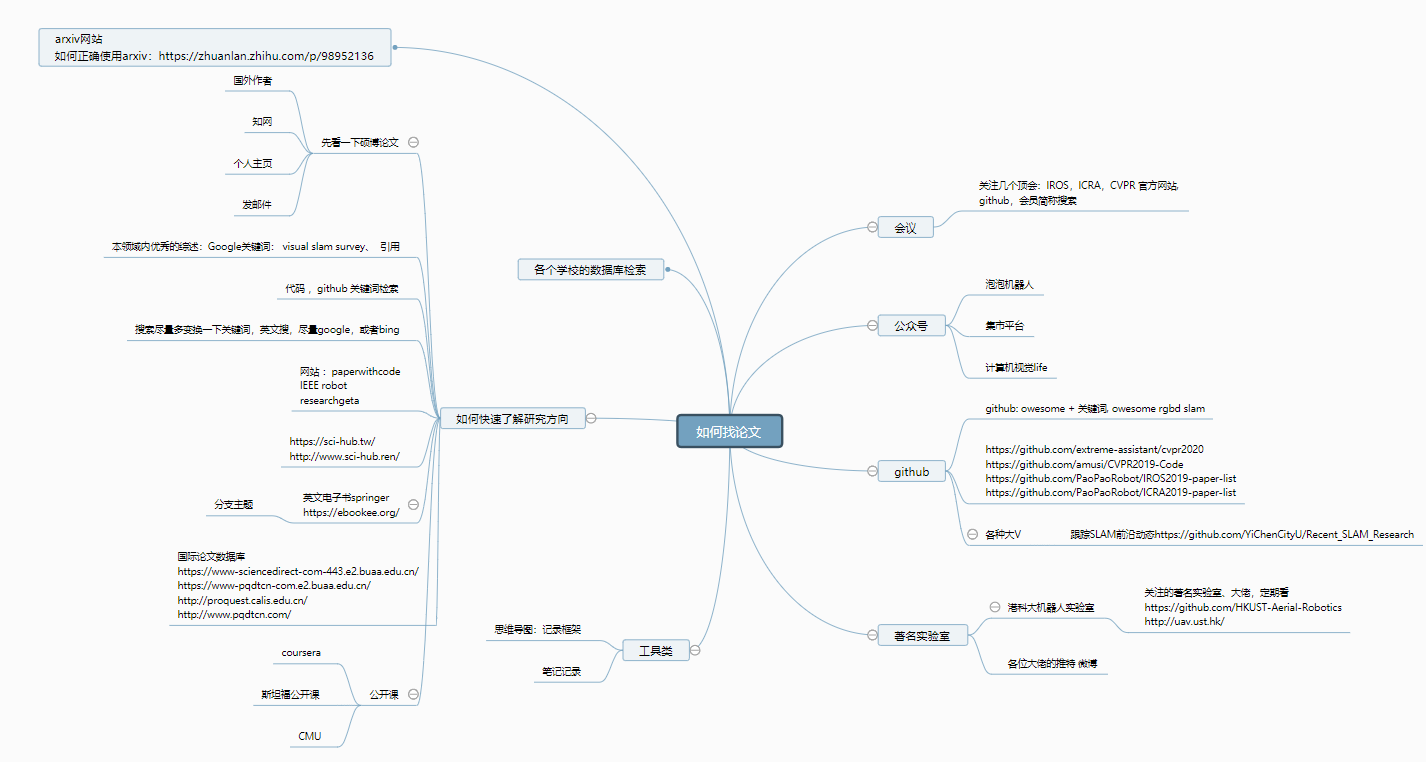 arxiv网站
如何正确使用arxiv：https://zhuanlan.zhihu.com/p/98952136
国外作者
知网
先看一下硕博论文
个人主页
发邮件
本领域内优秀的综述：Google关键词： visual slam survey、 引用
代码 ，github 关键词检索
搜索尽量多变换一下关键词，英文搜，尽量google，或者bing
网站 ：paperwithcode
IEEE robot
researchgeta
https://sci-hub.tw/
http://www.sci-hub.ren/
英文电子书springer
https://ebookee.org/
分支主题
国际论文数据库
https://www-sciencedirect-com-443.e2.buaa.edu.cn/
https://www-pqdtcn-com.e2.buaa.edu.cn/
http://proquest.calis.edu.cn/
http://www.pqdtcn.com/
coursera
斯坦福公开课
公开课
CMU
如何快速了解研究方向
各个学校的数据库检索
如何找论文
思维导图：记录框架
笔记记录
工具类
会议
关注几个顶会：IROS，ICRA，CVPR 官方网站,
github，会员简称搜索
公众号
泡泡机器人
集市平台
计算机视觉life
github
github: owesome + 关键词, owesome rgbd slam
https://github.com/extreme-assistant/cvpr2020
https://github.com/amusi/CVPR2019-Code
https://github.com/PaoPaoRobot/IROS2019-paper-list
https://github.com/PaoPaoRobot/ICRA2019-paper-list
各种大V
跟踪SLAM前沿动态https://github.com/YiChenCityU/Recent_SLAM_Research
著名实验室
港科大机器人实验室
关注的著名实验室、大佬，定期看
https://github.com/HKUST-Aerial-Robotics
http://uav.ust.hk/
各位大佬的推特 微博